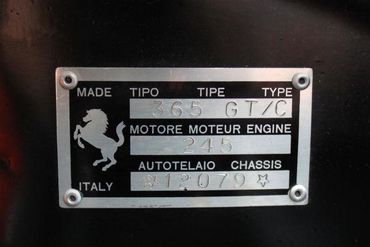 MADE TIPO TIPE TYPE
365 GT/C
MOTORE MOTEUR ENGINE
245
AUTOTELAIO CHASSIS
ITALY *12079☆